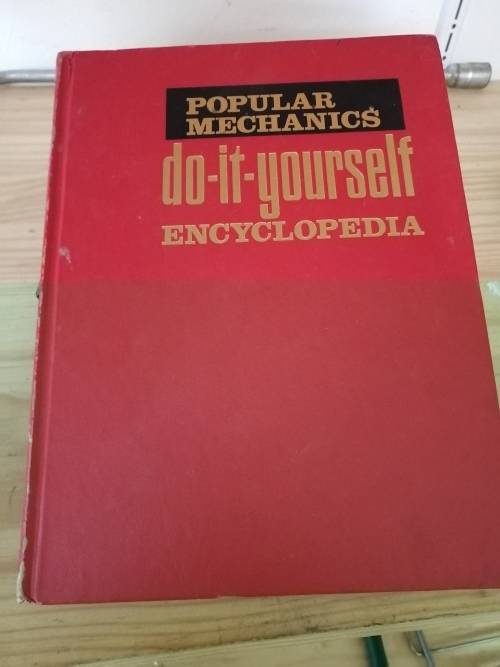 POPULAR
MECHANICS
do-it-yourself
ENCYCLOPEDIA